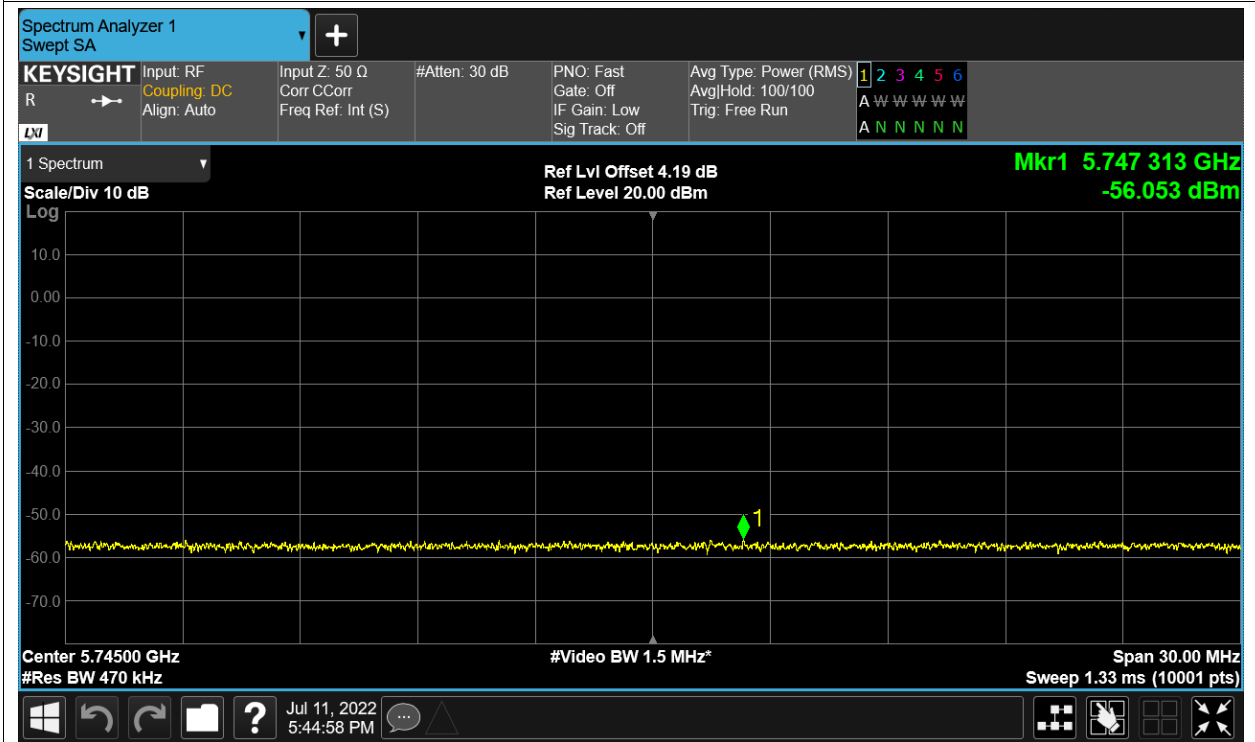 Spectrum Analyzer 1
Swept SA
+
KEYSIGHT
R
LXI
Input: RF
Coupling: DC
Align: Auto
Input Z: 50 Ω
Corr CCorr
Freq Ref: Int (S)
#Atten: 30 dB
PNO: Fast
Gate: Off
IF Gain: Low
Sig Track: Off
Avg Type: Power (RMS)
Avg|Hold: 100/100
Trig: Free Run
1 2 3 4 5 6
A W W W W W
A N N N N N
1 Spectrum
Scale/Div 10 dB
Ref Lvl Offset 4.19 dB
Ref Level 20.00 dBm
Mkr1 5.747 313 GHz
-56.053 dBm
Log
10.0
0.00
-10.0
-20.0
-30.0
-40.0
-50.0
1
-60.0
-70.0
Center 5.74500 GHz
#Res BW 470 kHz
#Video BW 1.5 MHz*
Span 30.00 MHz
Sweep 1.33 ms (10001 pts)
?
Jul 11, 2022
5:44:58 PM